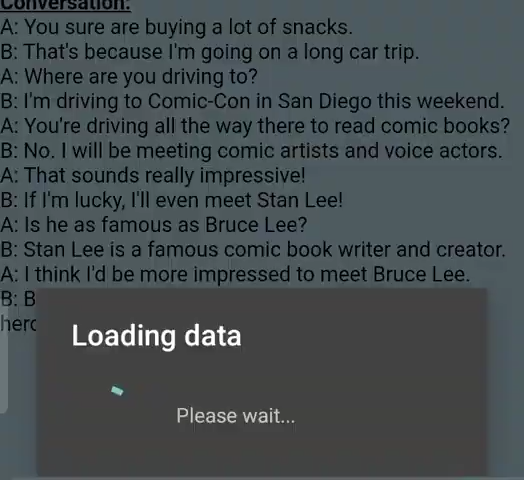 Conversation:
A: You sure are buying a lot of snacks.
B: That's because I'm going on a long car trip.
A: Where are you driving to?
B: I'm driving to Comic-Con in San Diego this weekend.
A: You're driving all the way there to read comic books?
B: No. I will be meeting comic artists and voice actors.
A: That sounds really impressive!
B: If I'm lucky, I'll even meet Stan Lee!
A: Is he as famous as Bruce Lee?
B: Stan Lee is a famous comic book writer and creator.
A: I think I'd be more impressed to meet Bruce Lee.
B: B
hero
Loading data
Please wait...